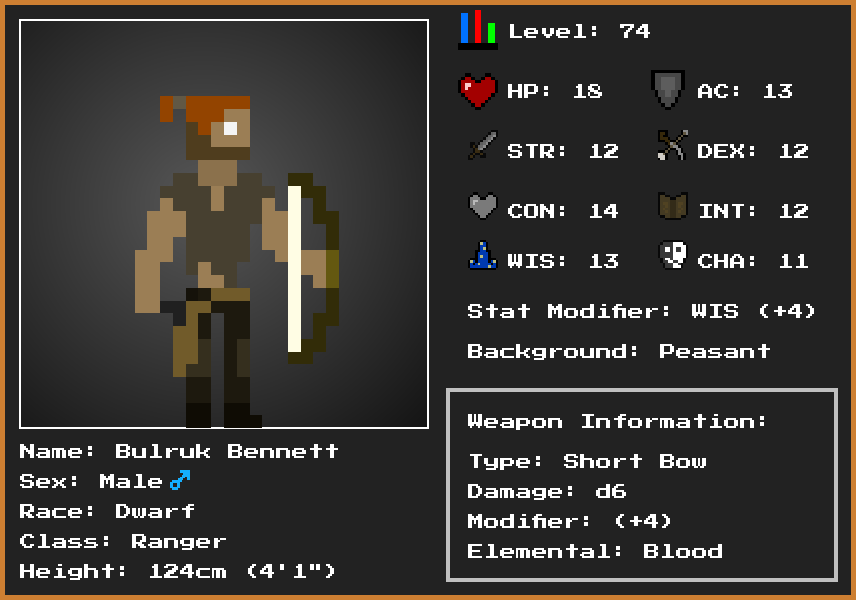 Level: 74
HP: 18 AC: 13
STR: 12 DEX: 12
CON: 14 INT: 12
WIS: 13 CHA: 11
Stat Modifier: WIS (+4)
Background: Peasant
Weapon Information:
Type: Short Bow
Damage: d6
Modifier: (+4)
Elemental: Blood
Name: Bulruk Bennett
Sex: Male♂
Race: Dwarf
Class: Ranger
Height: 124cm (4'1")